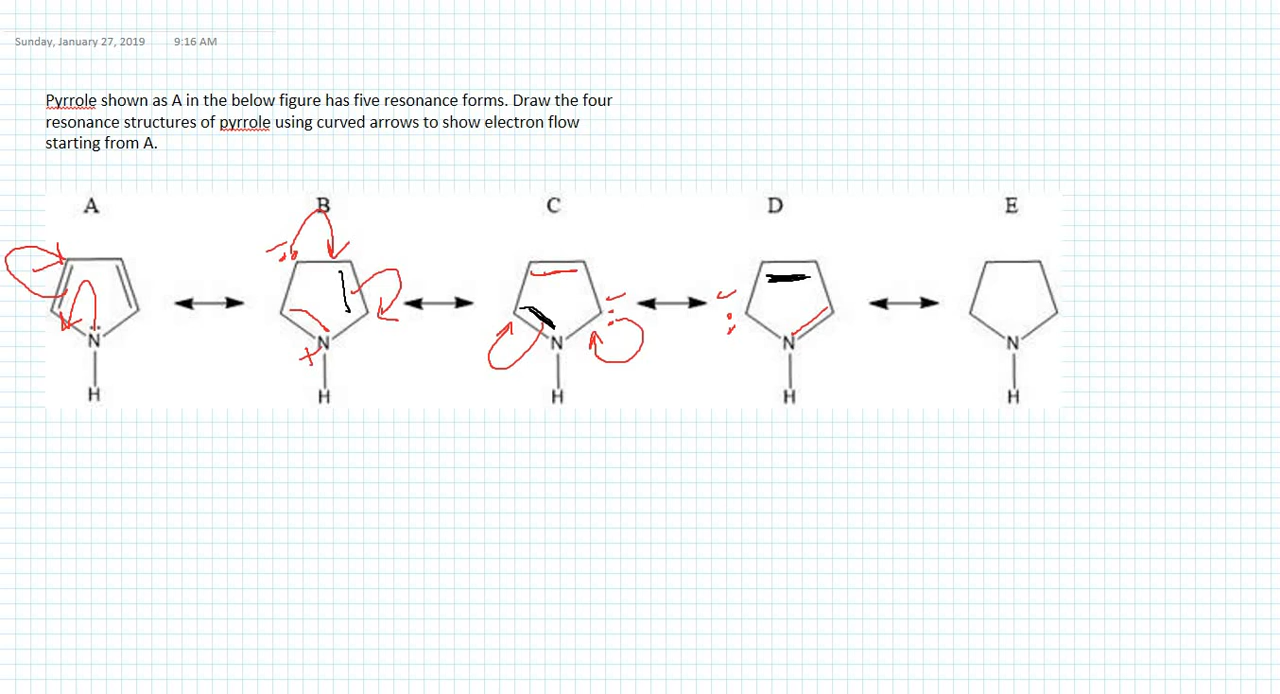 Sunday, January 27, 2019 9:16 AM
Pyrrole shown as A in the below figure has five resonance forms. Draw the four
resonance structures of pyrrole using curved arrows to show electron flow
starting from A.
A B C D E
N N N N N
+
H H H H H